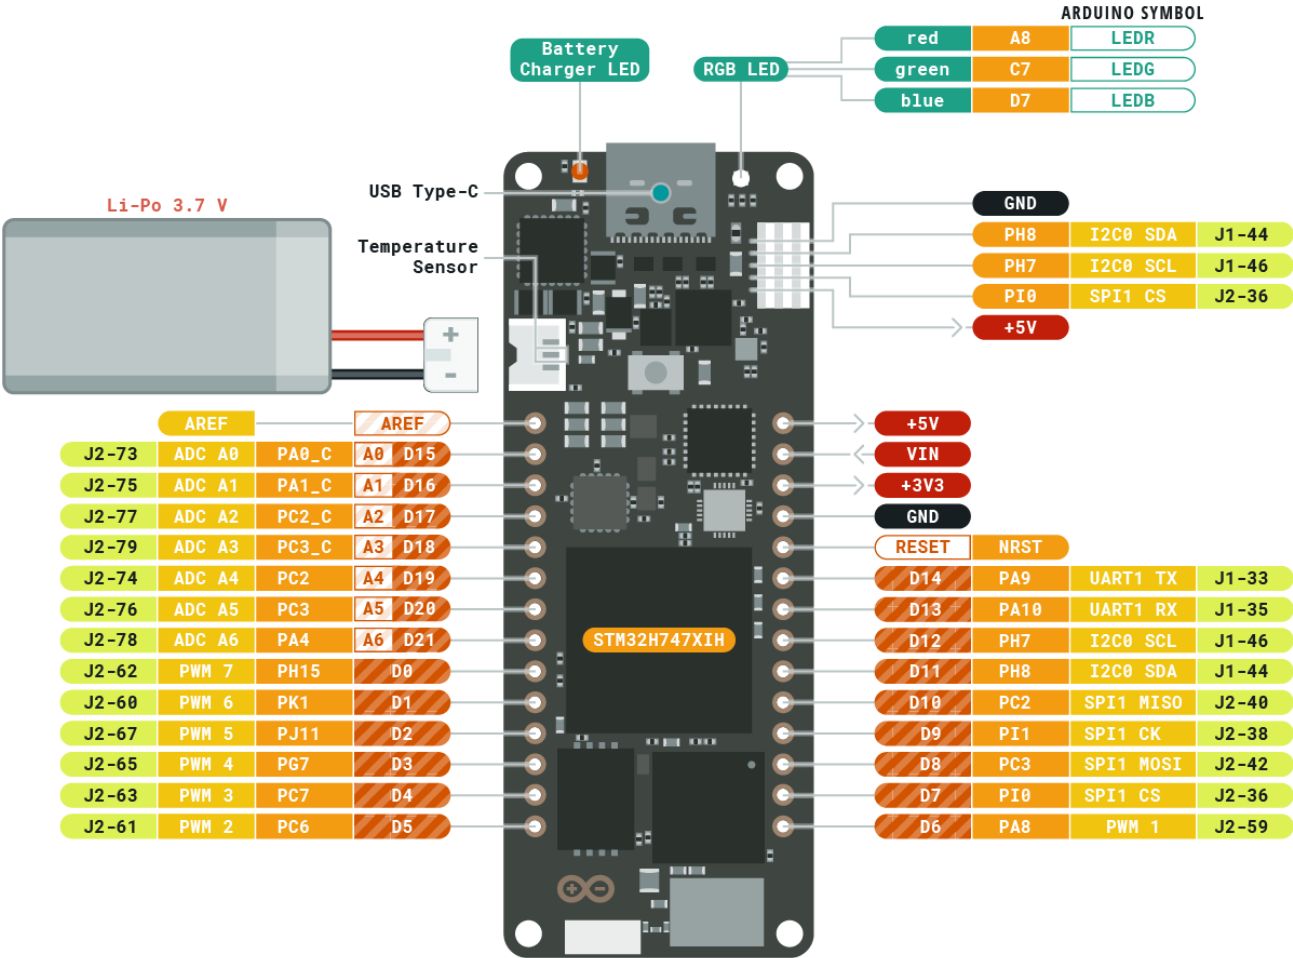 ARDUINO SYMBOL
Battery
Charger LED
RGB LED
red A8 LEDR
green C7 LEDG
blue D7 LEDB
USB Type-C
Li-Po 3.7 V
Temperature
Sensor
GND
PH8 I2C0 SDA J1-44
PH7 I2C0 SCL J1-46
PI0 SPI1 CS J2-36
+5V
+
-
AREF AREF
J2-73 ADC A0 PA0_C A0 D15
J2-75 ADC A1 PA1_C A1 D16
J2-77 ADC A2 PC2_C A2 D17
J2-79 ADC A3 PC3_C A3 D18
J2-74 ADC A4 PC2 A4 D19
J2-76 ADC A5 PC3 A5 D20
J2-78 ADC A6 PA4 A6 D21
J2-62 PWM 7 PH15 D0
J2-60 PWM 6 PK1 D1
J2-67 PWM 5 PJ11 D2
J2-65 PWM 4 PG7 D3
J2-63 PWM 3 PC7 D4
J2-61 PWM 2 PC6 D5
STM32H747XIH
+5V
VIN
+3V3
GND
RESET NRST
D14 PA9 UART1 TX J1-33
D13 PA10 UART1 RX J1-35
D12 PH7 I2C0 SCL J1-46
D11 PH8 I2C0 SDA J1-44
D10 PC2 SPI1 MISO J2-40
D9 PI1 SPI1 CK J2-38
D8 PC3 SPI1 MOSI J2-42
D7 PI0 SPI1 CS J2-36
D6 PA8 PWM 1 J2-59